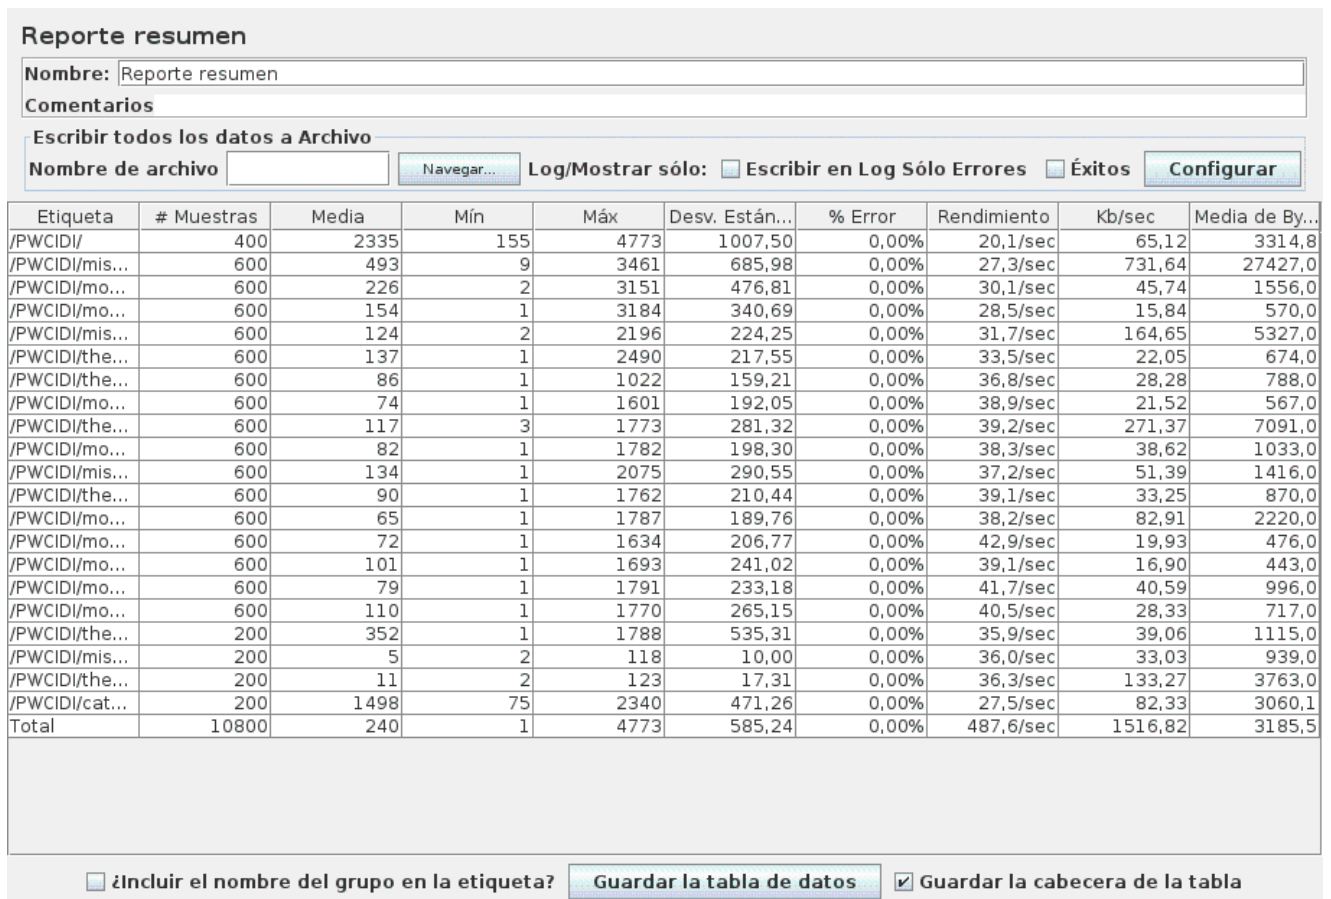 Reporte resumen
Nombre: Reporte resumen
Comentarios
Escribir todos los datos a Archivo
Nombre de archivo Navegar... Log/Mostrar sólo: Escribir en Log Sólo Errores Éxitos Configurar
Etiqueta # Muestras Media Mín Máx Desv. Están... % Error Rendimiento Kb/sec Media de By...
/PWCIDI/ 400 2335 155 4773 1007,50 0,00% 20,1/sec 65,12 3314,8
/PWCIDI/mis... 600 493 9 3461 685,98 0,00% 27,3/sec 731,64 27427,0
/PWCIDI/mo... 600 226 2 3151 476,81 0,00% 30,1/sec 45,74 1556,0
/PWCIDI/mo... 600 154 1 3184 340,69 0,00% 28,5/sec 15,84 570,0
/PWCIDI/mis... 600 124 2 2196 224,25 0,00% 31,7/sec 164,65 5327,0
/PWCIDI/the... 600 137 1 2490 217,55 0,00% 33,5/sec 22,05 674,0
/PWCIDI/the... 600 86 1 1022 159,21 0,00% 36,8/sec 28,28 788,0
/PWCIDI/mo... 600 74 1 1601 192,05 0,00% 38,9/sec 21,52 567,0
/PWCIDI/the... 600 117 3 1773 281,32 0,00% 39,2/sec 271,37 7091,0
/PWCIDI/mo... 600 82 1 1782 198,30 0,00% 38,3/sec 38,62 1033,0
/PWCIDI/mis... 600 134 1 2075 290,55 0,00% 37,2/sec 51,39 1416,0
/PWCIDI/the... 600 90 1 1762 210,44 0,00% 39,1/sec 33,25 870,0
/PWCIDI/mo... 600 65 1 1787 189,76 0,00% 38,2/sec 82,91 2220,0
/PWCIDI/mo... 600 72 1 1634 206,77 0,00% 42,9/sec 19,93 476,0
/PWCIDI/mo... 600 101 1 1693 241,02 0,00% 39,1/sec 16,90 443,0
/PWCIDI/mo... 600 79 1 1791 233,18 0,00% 41,7/sec 40,59 996,0
/PWCIDI/mo... 600 110 1 1770 265,15 0,00% 40,5/sec 28,33 717,0
/PWCIDI/the... 200 352 1 1788 535,31 0,00% 35,9/sec 39,06 1115,0
/PWCIDI/mis... 200 5 2 118 10,00 0,00% 36,0/sec 33,03 939,0
/PWCIDI/the... 200 11 2 123 17,31 0,00% 36,3/sec 133,27 3763,0
/PWCIDI/cat... 200 1498 75 2340 471,26 0,00% 27,5/sec 82,33 3060,1
Total 10800 240 1 4773 585,24 0,00% 487,6/sec 1516,82 3185,5
¿Incluir el nombre del grupo en la etiqueta? Guardar la tabla de datos Guardar la cabecera de la tabla